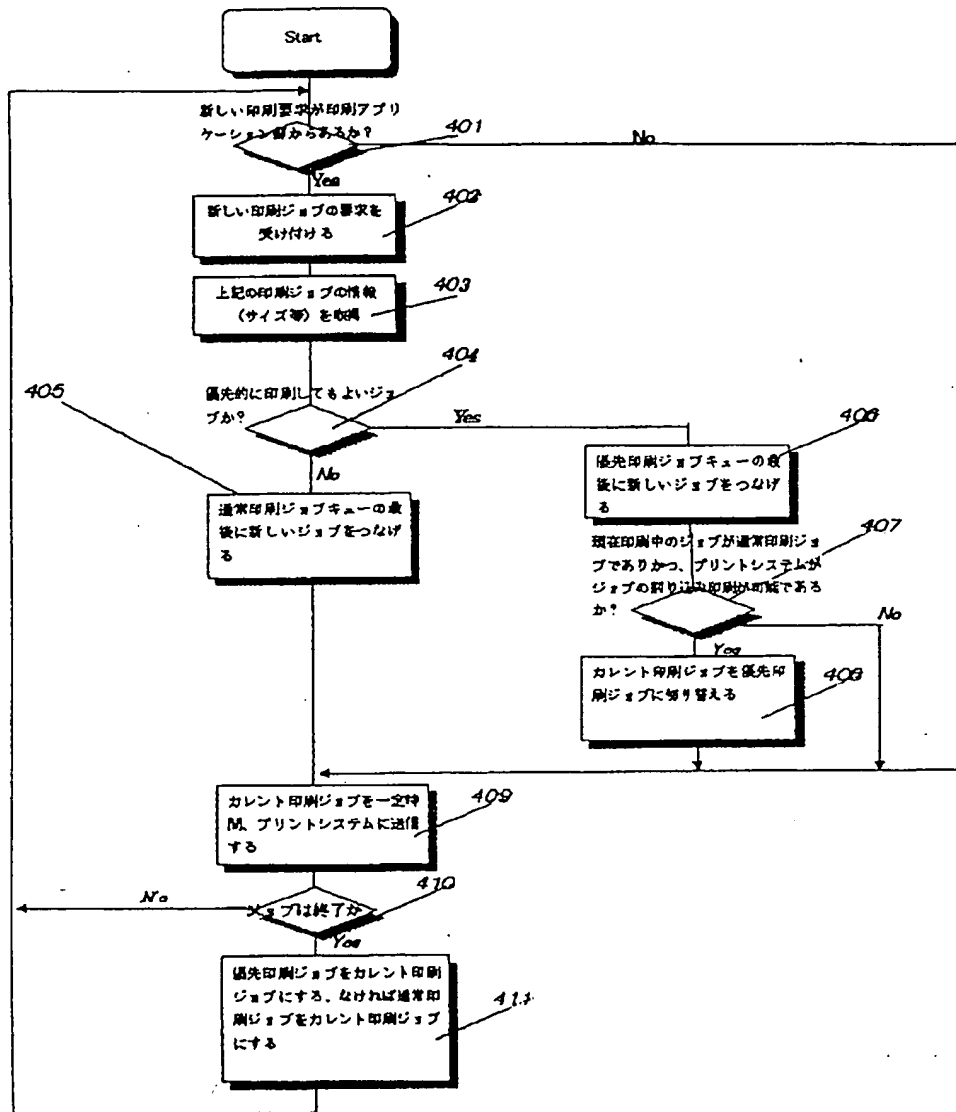 Start
新しい印刷要求が印刷アプリ
ケーション群からあるか?
401
No
Yes
402
新しい印刷ジョブの要求を
受け付ける
403
上記の印刷ジョブの情報
(サイズ等)を取得
404
405
優先的に印刷してもよいジョ
ブか?
Yes
No
406
優先印刷ジョブキューの最
後に新しいジョブをつなげ
る
通常印刷ジョブキューの最
後に新しいジョブをつなげ
る
407
現在印刷中のジョブが通常印刷ジョ
ブでありかつ、プリントシステムが
ジョブの割り込み印刷が可能である
か?
No
Yes
カレント印刷ジョブを優先印
刷ジョブに切り替える
408
カレント印刷ジョブを一定時
間、プリントシステムに送信
する
409
410
No
ジョブは終了か
Yes
優先印刷ジョブをカレント印刷
ジョブにする、なければ通常印
刷ジョブをカレント印刷ジョブ
にする
411